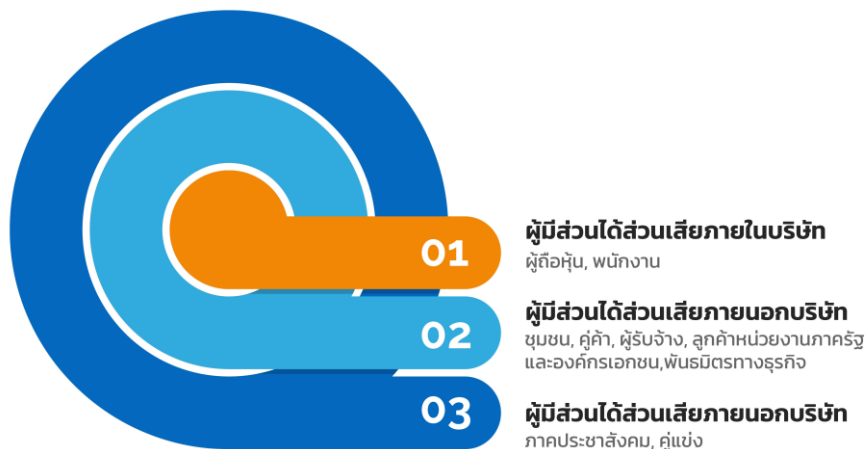 01
ผู้มีส่วนได้ส่วนเสียภายในบริษัท
ผู้ถือหุ้น, พนักงาน
02
ผู้มีส่วนได้ส่วนเสียภายนอกบริษัท
ชุมชน, คู่ค้า, ผู้รับจ้าง, ลูกค้าหน่วยงานภาครัฐ
และองค์กรเอกชน,พันธมิตรทางธุรกิจ
03
ผู้มีส่วนได้ส่วนเสียภายนอกบริษัท
ภาคประชาสังคม, คู่แข่ง